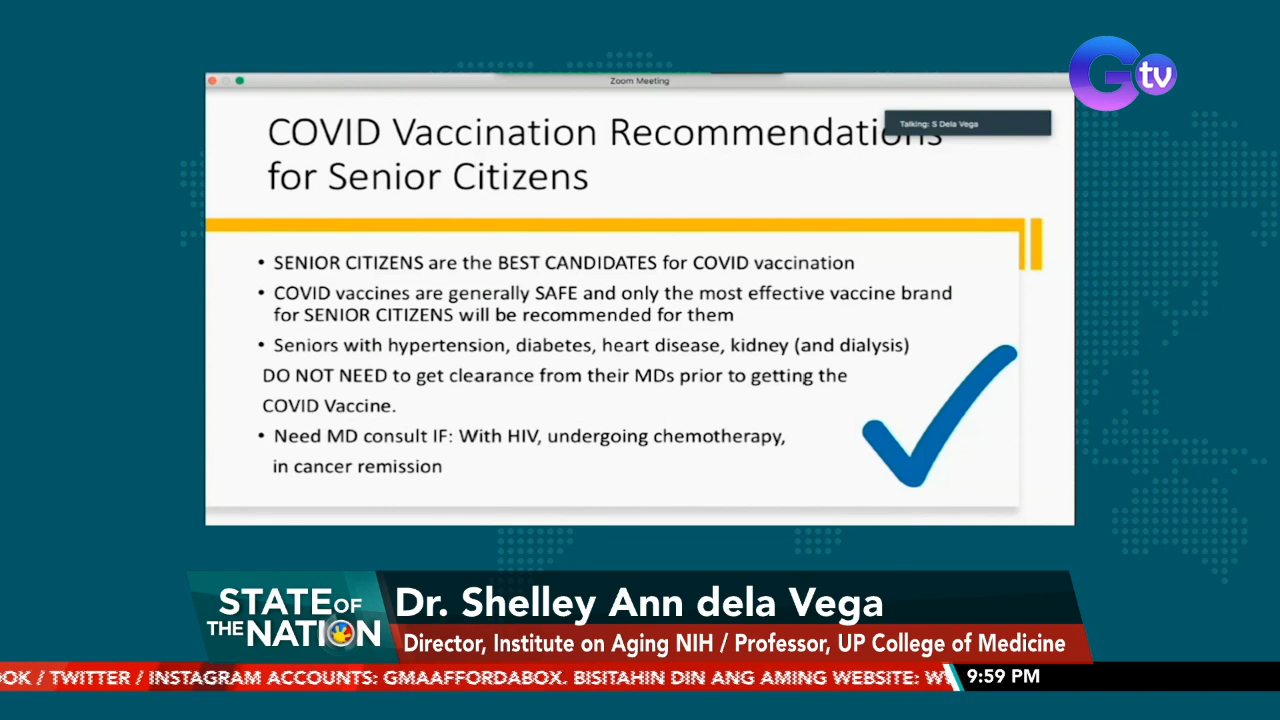 Gtv
Zoom Meeting
Talking: S Dela Vega
COVID Vaccination Recommendations
for Senior Citizens
• SENIOR CITIZENS are the BEST CANDIDATES for COVID vaccination
• COVID vaccines are generally SAFE and only the most effective vaccine brand
for SENIOR CITIZENS will be recommended for them
• Seniors with hypertension, diabetes, heart disease, kidney (and dialysis)
DO NOT NEED to get clearance from their MDs prior to getting the
COVID Vaccine.
• Need MD consult IF: With HIV, undergoing chemotherapy,
in cancer remission
STATE OF
THE NATION
Dr. Shelley Ann dela Vega
Director, Institute on Aging NIH / Professor, UP College of Medicine
OOK / TWITTER / INSTAGRAM ACCOUNTS: GMAAFFORDABOX. BISITAHIN DIN ANG AMING WEBSITE: W
9:59 PM